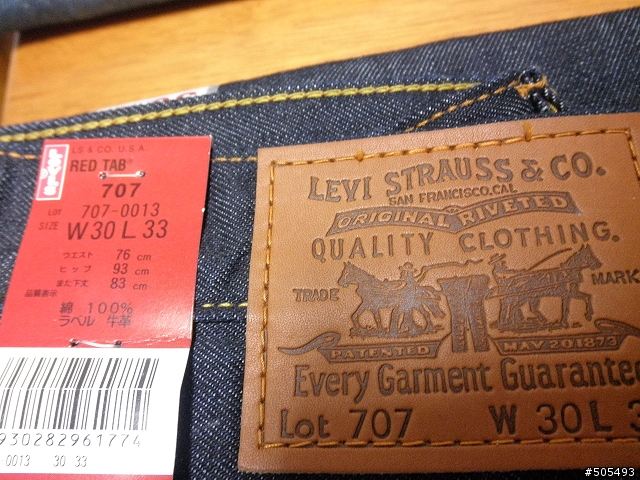 LS & CO. U.S.A.
RED TAB
707
LOT 707-0013
SIZE W 30 L 33
ウエスト 76 cm
ヒップ 93 cm
また下丈 83 cm
品質表示
綿 100%
ラベル 牛革
930282961774
0013 30 33
LEVI STRAUSS & CO.
SAN FRANCISCO.CAL
ORIGINAL RIVETED
QUALITY CLOTHING.
TRADE MARK
PATENTED MAY 20 1873
Every Garment Guarantee
Lot 707 W 30 L 3
#505493